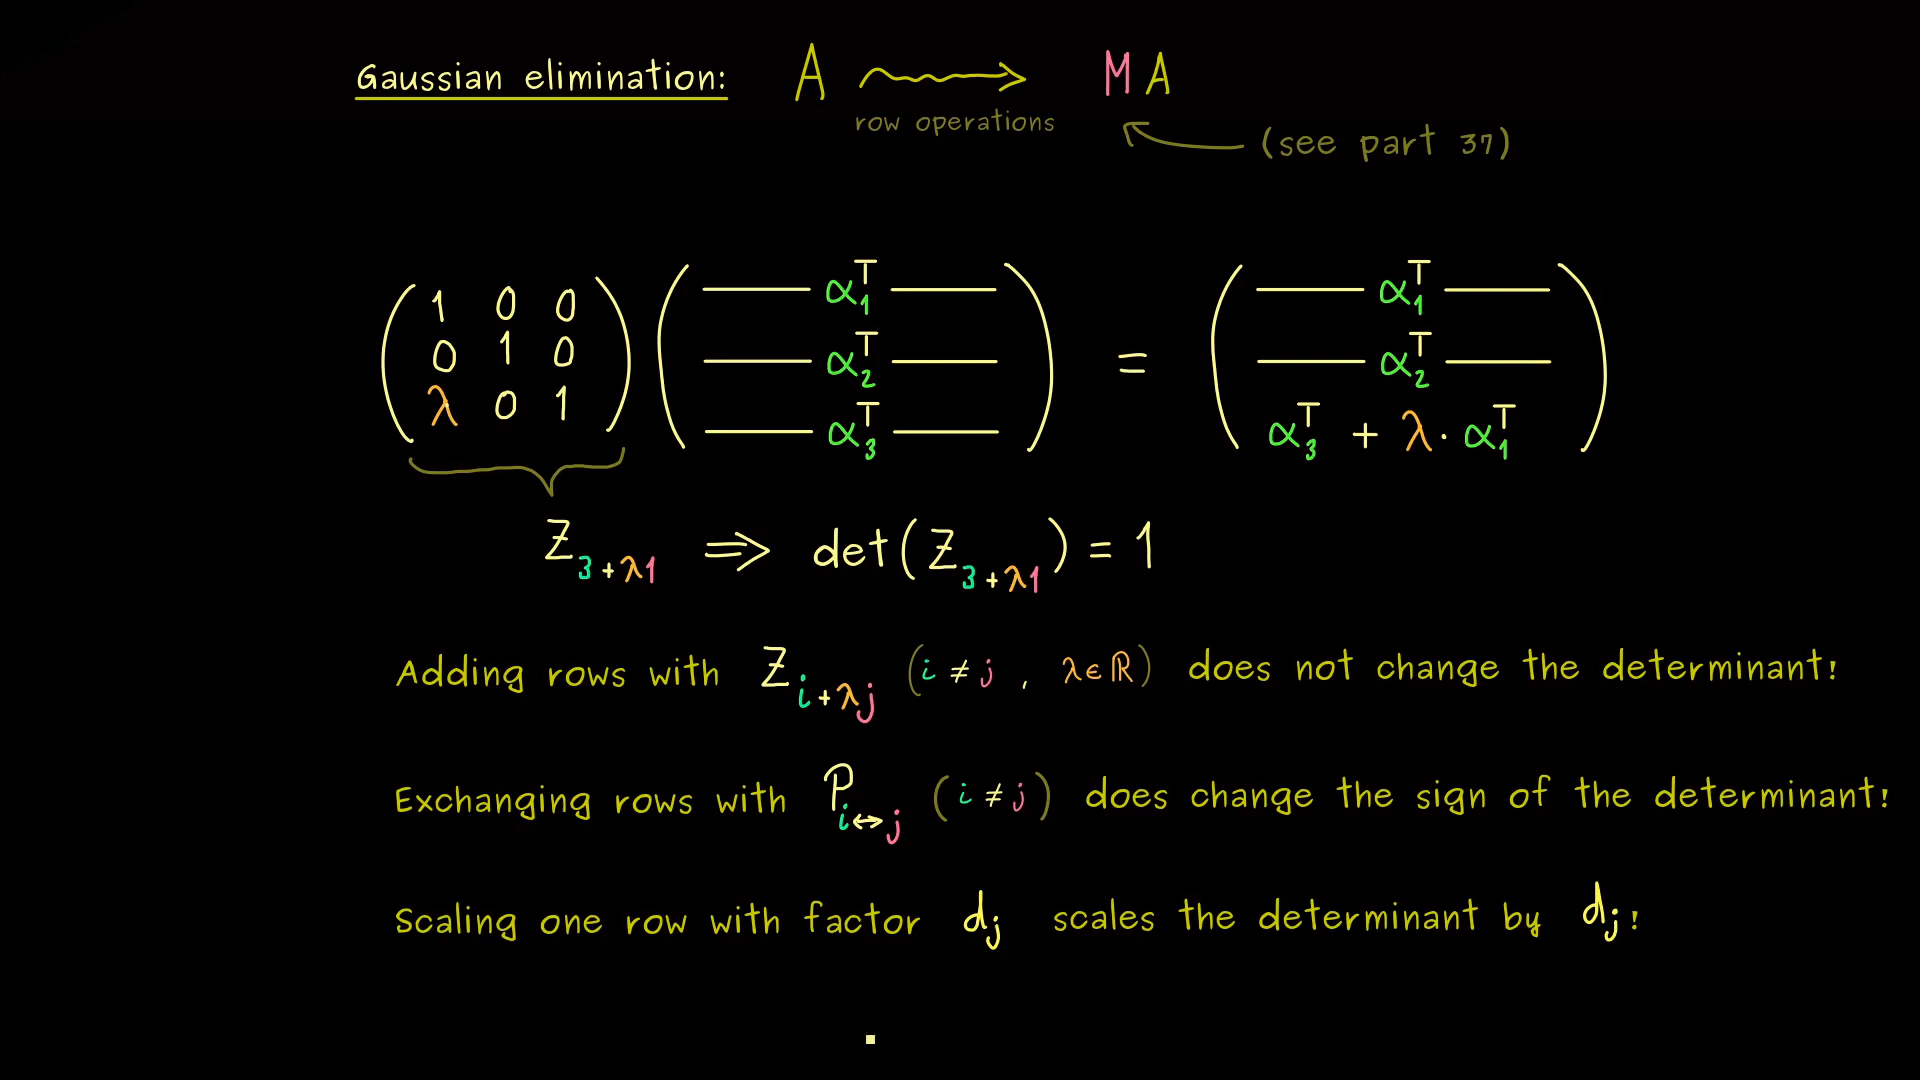 Gaussian elimination: A ⇝ M A
row operations
(see part 37)
( 1 0 0 ; 0 1 0 ; λ 0 1 ) ( — α₁ᵀ — ; — α₂ᵀ — ; — α₃ᵀ — ) = ( — α₁ᵀ — ; — α₂ᵀ — ; α₃ᵀ + λ · α₁ᵀ )
Z₃₊λ₁ ⇒ det(Z₃₊λ₁) = 1
Adding rows with Z_{i+λj} (i ≠ j , λ ∈ ℝ) does not change the determinant!
Exchanging rows with P_{i↔j} (i ≠ j) does change the sign of the determinant!
Scaling one row with factor d_j scales the determinant by d_j!